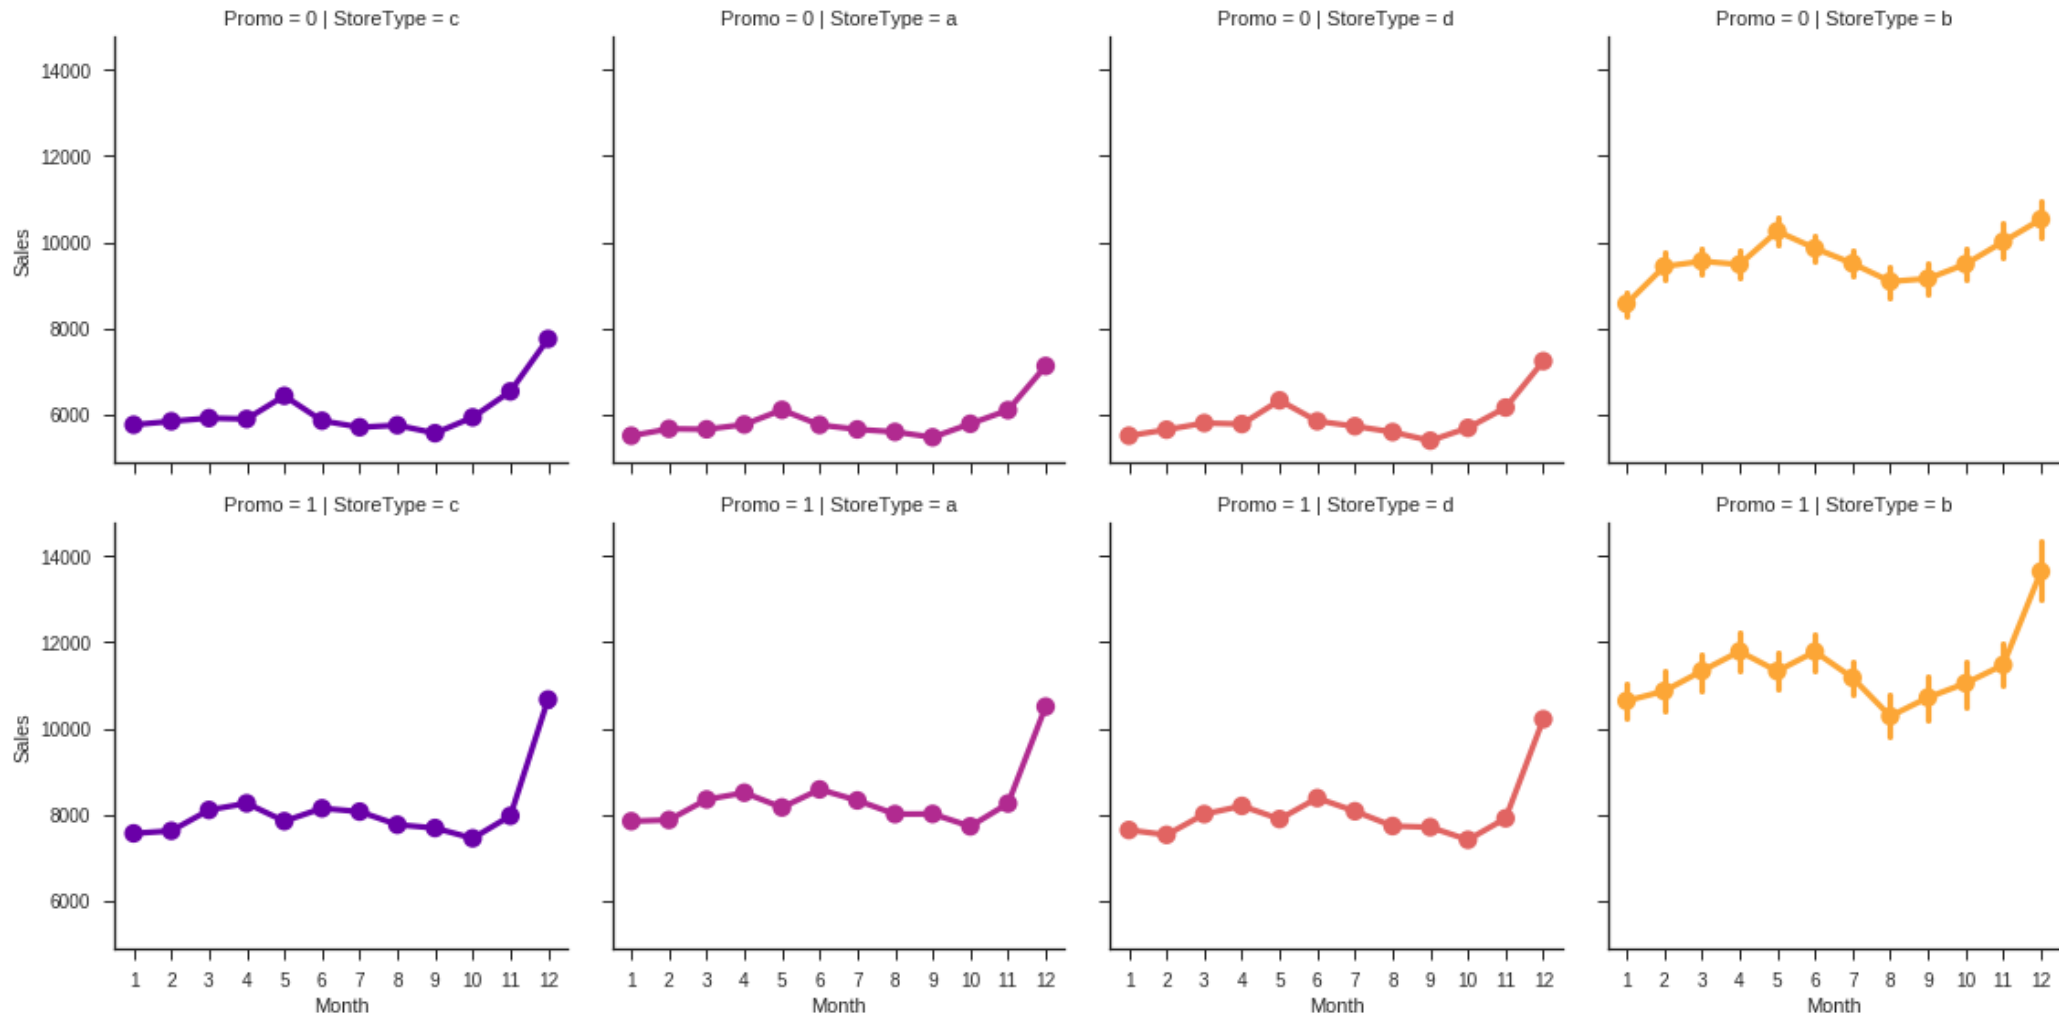 Promo = 0 | StoreType = c
Promo = 0 | StoreType = a
Promo = 0 | StoreType = d
Promo = 0 | StoreType = b
14000
12000
10000
8000
6000
Sales
Promo = 1 | StoreType = c
Promo = 1 | StoreType = a
Promo = 1 | StoreType = d
Promo = 1 | StoreType = b
14000
12000
10000
8000
6000
Sales
1 2 3 4 5 6 7 8 9 10 11 12
1 2 3 4 5 6 7 8 9 10 11 12
1 2 3 4 5 6 7 8 9 10 11 12
1 2 3 4 5 6 7 8 9 10 11 12
Month
Month
Month
Month